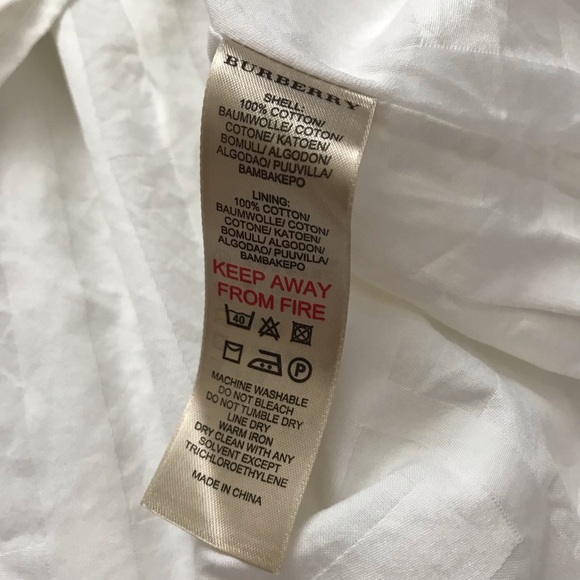 BURBERRY
SHELL:
100% COTTON/
BAUMWOLLE/ COTON/
COTONE/ KATOEN/
BOMULL/ ALGODON/
ALGODAO/ PUUVILLA/
BAMBAKEPO
LINING:
100% COTTON/
BAUMWOLLE/ COTON/
COTONE/ KATOEN/
BOMULL/ ALGODON/
ALGODAO/ PUUVILLA/
BAMBAKEPO
KEEP AWAY
FROM FIRE
40
P
MACHINE WASHABLE
DO NOT BLEACH
DO NOT TUMBLE DRY
LINE DRY
WARM IRON
DRY CLEAN WITH ANY
SOLVENT EXCEPT
TRICHLOROETHYLENE
MADE IN CHINA